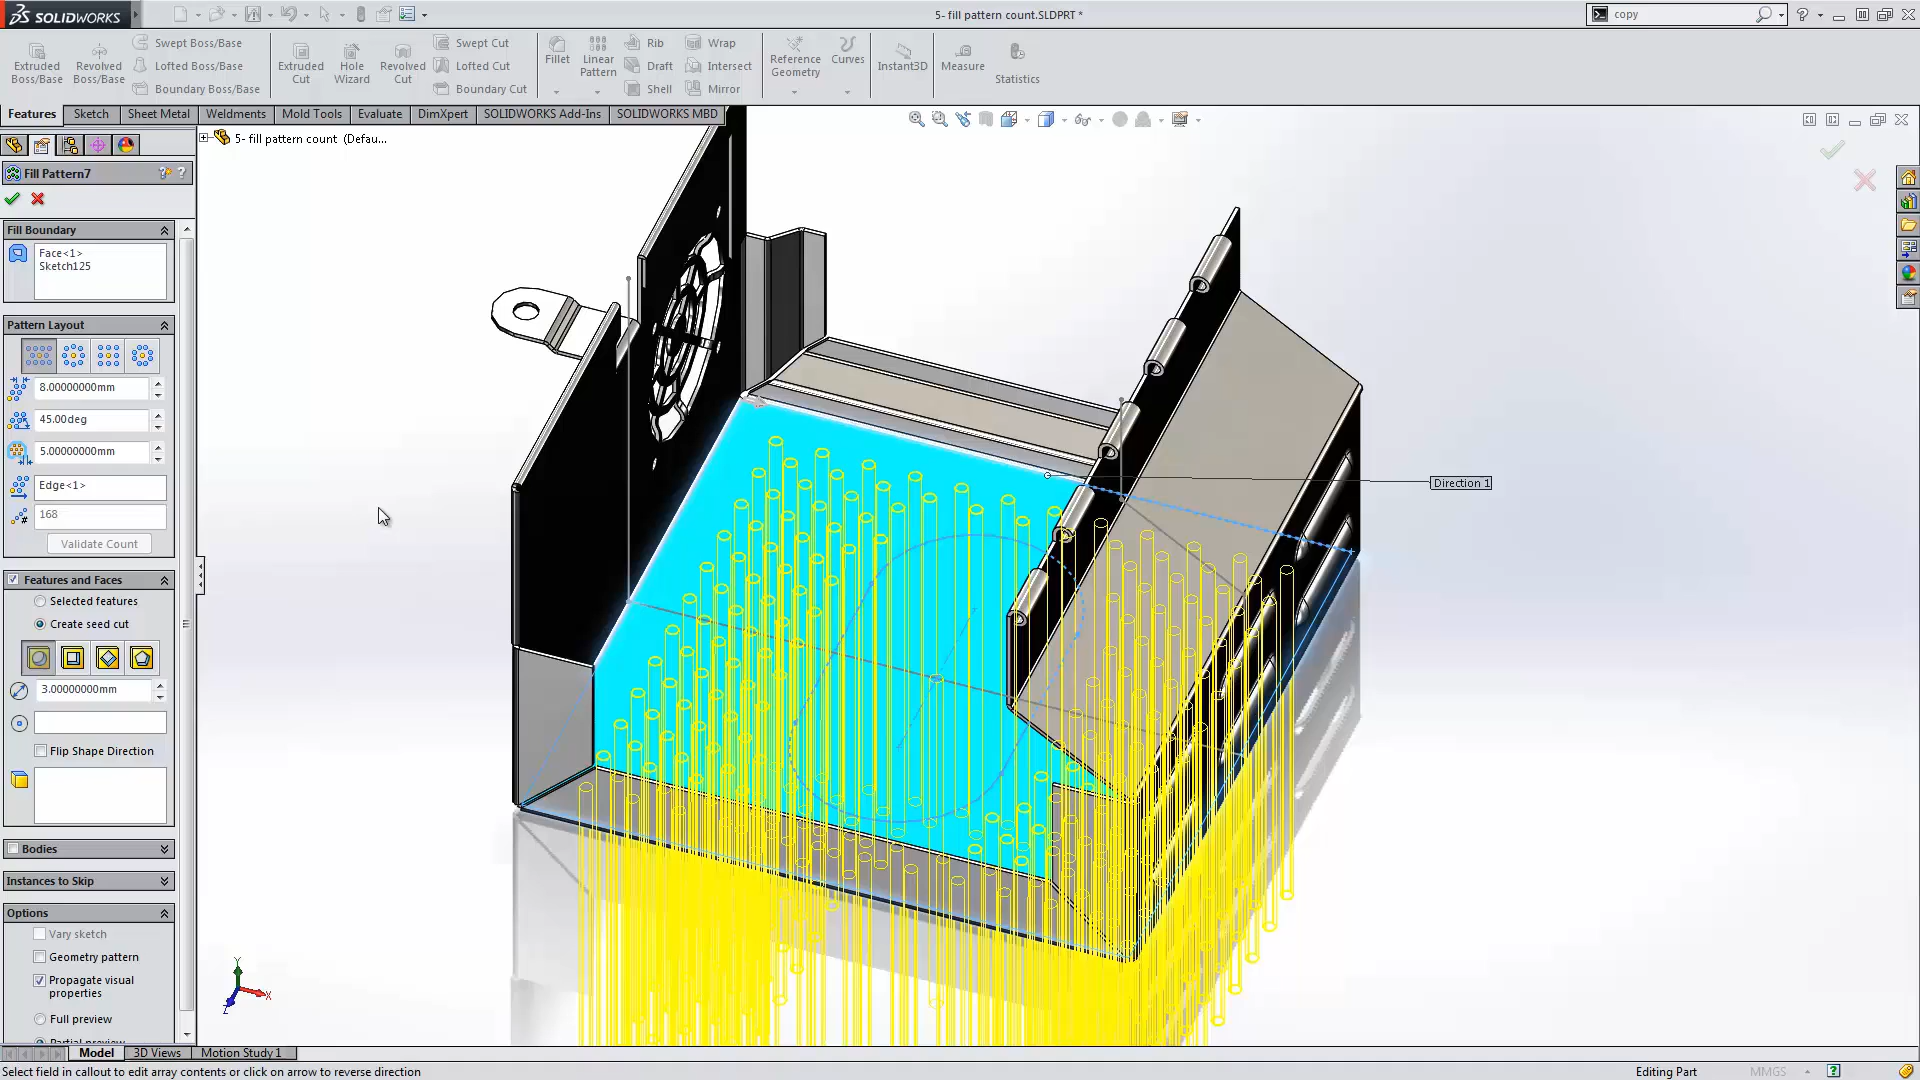 SOLIDWORKS
5- fill pattern count.SLDPRT *
copy
Extruded Boss/Base
Revolved Boss/Base
Swept Boss/Base
Lofted Boss/Base
Boundary Boss/Base
Extruded Cut
Hole Wizard
Revolved Cut
Swept Cut
Lofted Cut
Boundary Cut
Fillet
Linear Pattern
Rib
Draft
Shell
Wrap
Intersect
Mirror
Reference Geometry
Curves
Instant3D
Measure
Statistics
Features
Sketch
Sheet Metal
Weldments
Mold Tools
Evaluate
DimXpert
SOLIDWORKS Add-Ins
SOLIDWORKS MBD
5- fill pattern count (Defau...
Fill Pattern7
Fill Boundary
Face<1>
Sketch125
Pattern Layout
8.00000000mm
45.00deg
5.00000000mm
Edge<1>
168
Validate Count
Features and Faces
Selected features
Create seed cut
3.00000000mm
Flip Shape Direction
Bodies
Instances to Skip
Options
Vary sketch
Geometry pattern
Propagate visual
properties
Full preview
Partial preview
Direction 1
Y
X
Z
Model
3D Views
Motion Study 1
Select field in callout to edit array contents or click on arrow to reverse direction
Editing Part
MMGS